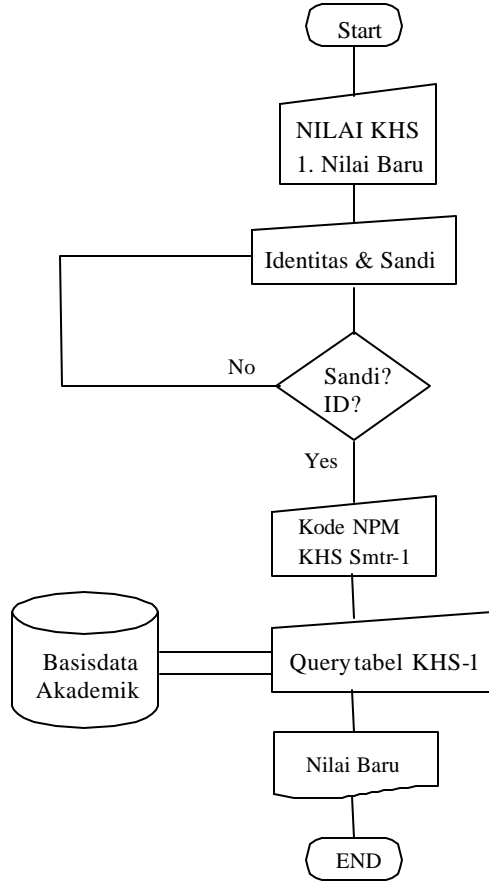 Start
NILAI KHS
1. Nilai Baru
Identitas & Sandi
No
Sandi?
ID?
Yes
Kode NPM
KHS Smtr-1
Basisdata
Akademik
Query tabel KHS-1
Nilai Baru
END